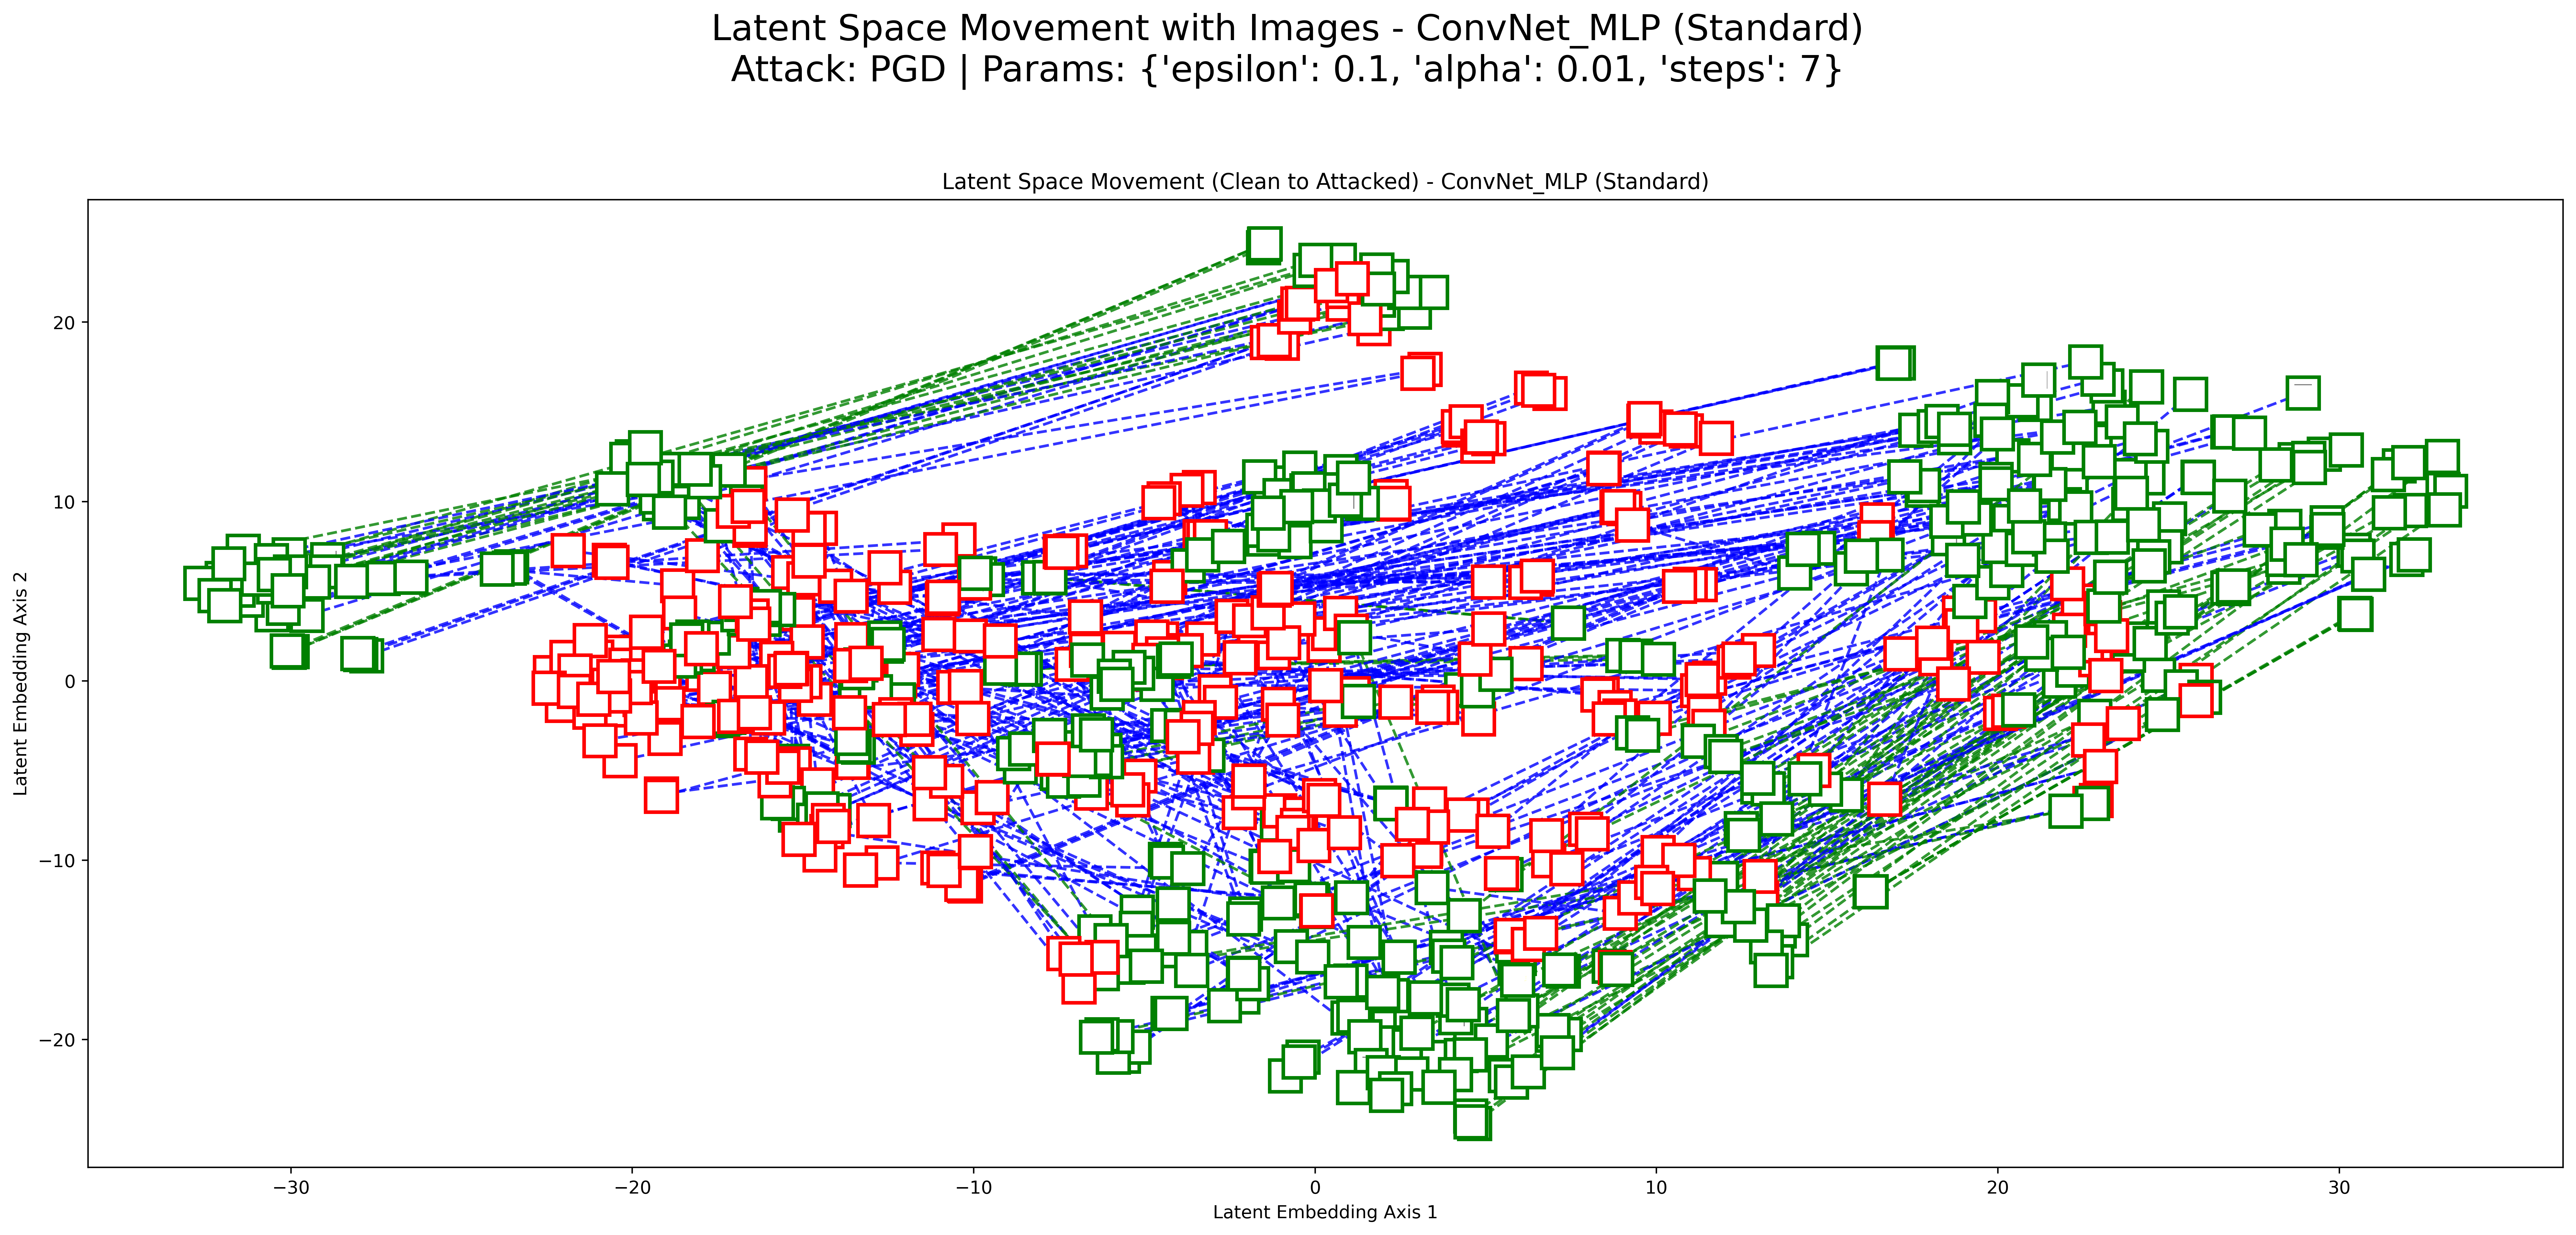 Latent Space Movement with Images - ConvNet_MLP (Standard)
Attack: PGD | Params: {'epsilon': 0.1, 'alpha': 0.01, 'steps': 7}
Latent Space Movement (Clean to Attacked) - ConvNet_MLP (Standard)
Latent Embedding Axis 2
20
10
0
−10
−20
−30
−20
−10
0
10
20
30
Latent Embedding Axis 1